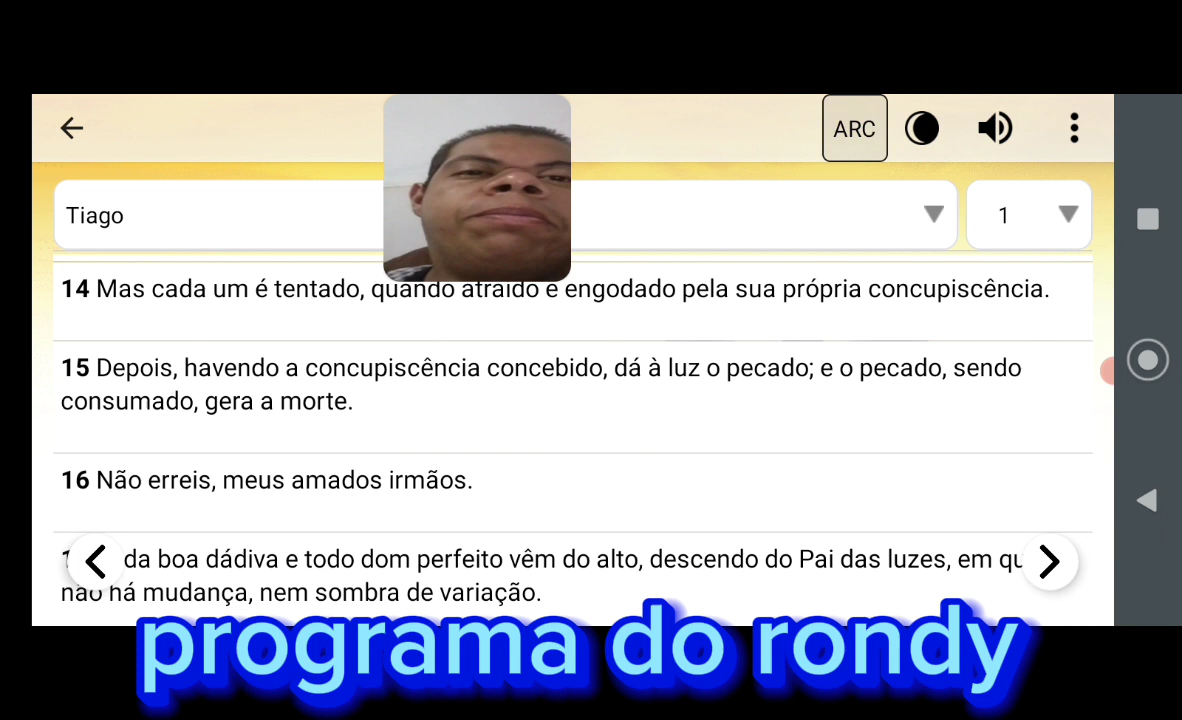 ARC
Tiago
1
14 Mas cada um é tentado, quando atraído e engodado pela sua própria concupiscência.
15 Depois, havendo a concupiscência concebido, dá à luz o pecado; e o pecado, sendo
consumado, gera a morte.
16 Não erreis, meus amados irmãos.
boa dádiva e todo dom perfeito vêm do alto, descendo do Pai das luzes, em
não há mudança, nem sombra de variação.
programa do rondy